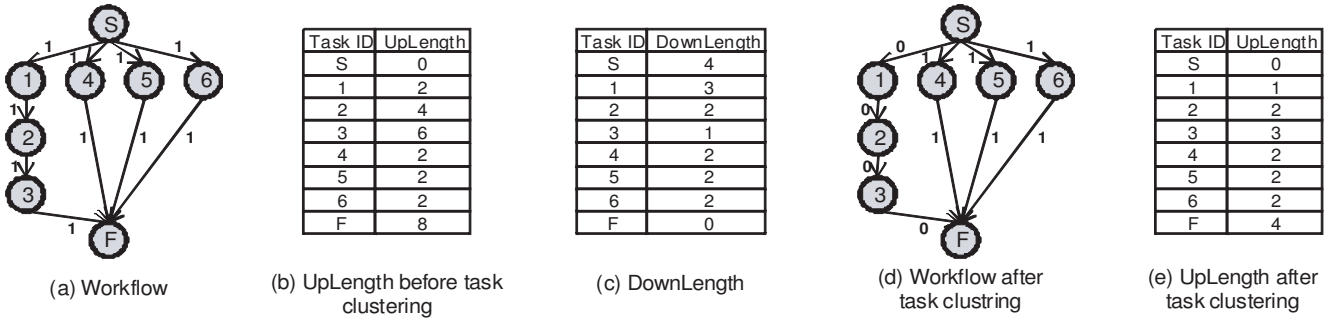 S
1 1 1 1
1 4 5 6
1
2
1 1 1 1
3
1
F
(a) Workflow
Task ID UpLength
S 0
1 2
2 4
3 6
4 2
5 2
6 2
F 8
(b) UpLength before task
clustering
Task ID DownLength
S 4
1 3
2 2
3 1
4 2
5 2
6 2
F 0
(c) DownLength
S
0 1 1 1
1 4 5 6
0
2
0 1 1 1
3
0
F
(d) Workflow after
task clustring
Task ID UpLength
S 0
1 1
2 2
3 3
4 2
5 2
6 2
F 4
(e) UpLength after
task clustering